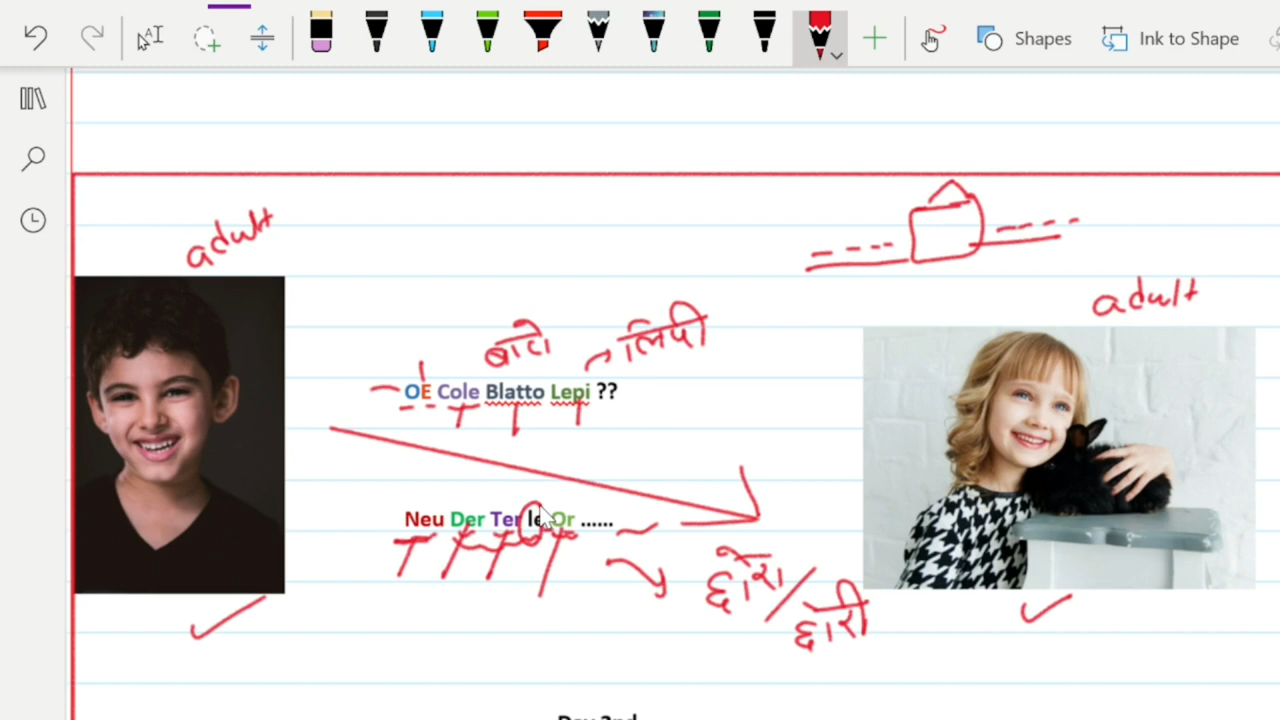 Shapes Ink to Shape
adult
adult
बाटो लिपी
OE Cole Blatto Lepi ??
Neu Der Ter le Or ......
छोरा/
छोरी